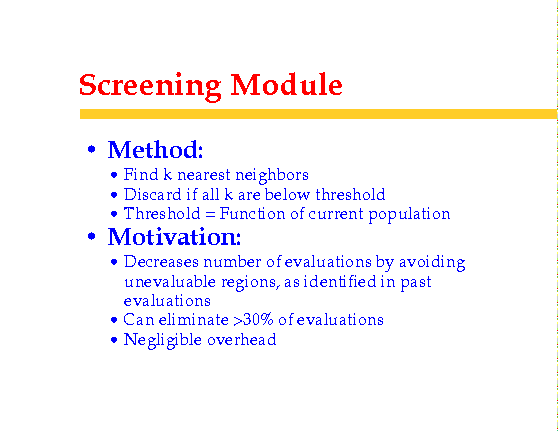 Screening Module
• Method:
• Find k nearest neighbors
• Discard if all k are below threshold
• Threshold = Function of current population
• Motivation:
• Decreases number of evaluations by avoiding
unevaluable regions, as identified in past
evaluations
• Can eliminate >30% of evaluations
• Negligible overhead